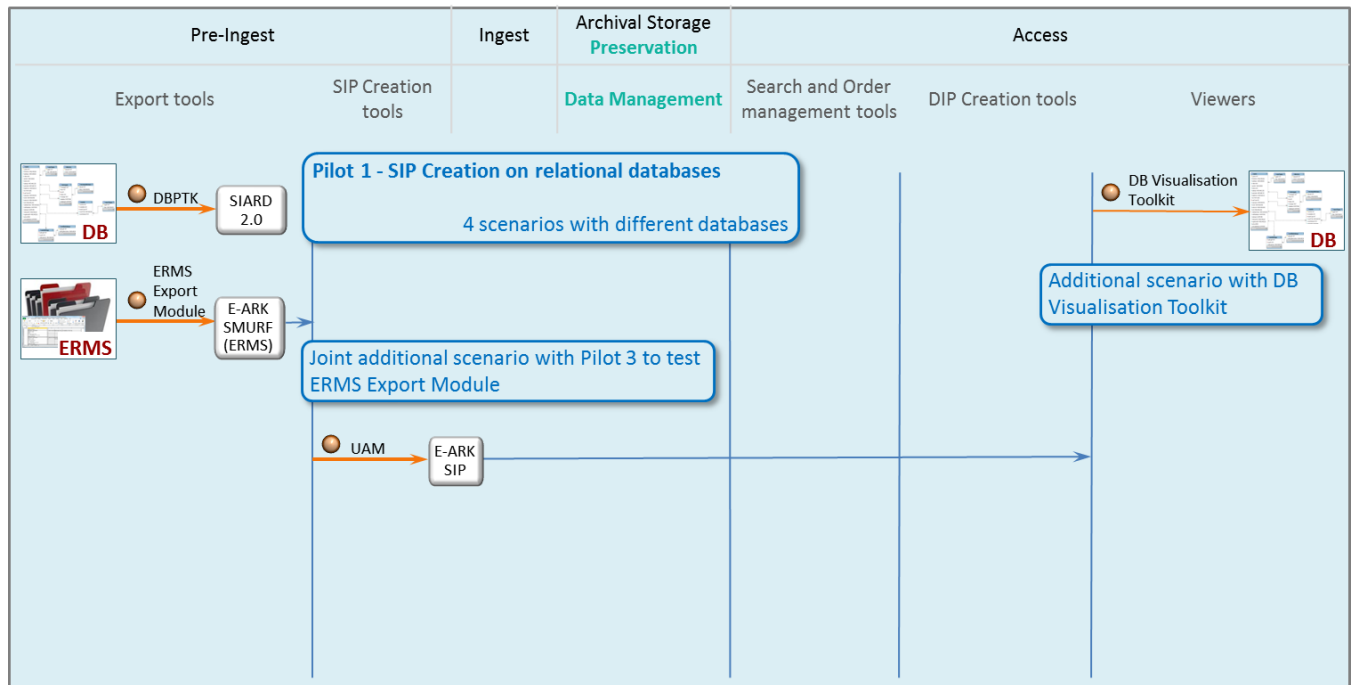 Pre-Ingest
Ingest
Archival Storage
Preservation
Access
Export tools
SIP Creation
tools
Data Management
Search and Order
management tools
DIP Creation tools
Viewers
Pilot 1 - SIP Creation on relational databases
4 scenarios with different databases
DBPTK
SIARD
2.0
DB
DB Visualisation
Toolkit
DB
ERMS
Export
Module
E-ARK
SMURF
(ERMS)
ERMS
Additional scenario with DB
Visualisation Toolkit
Joint additional scenario with Pilot 3 to test
ERMS Export Module
UAM
E-ARK
SIP